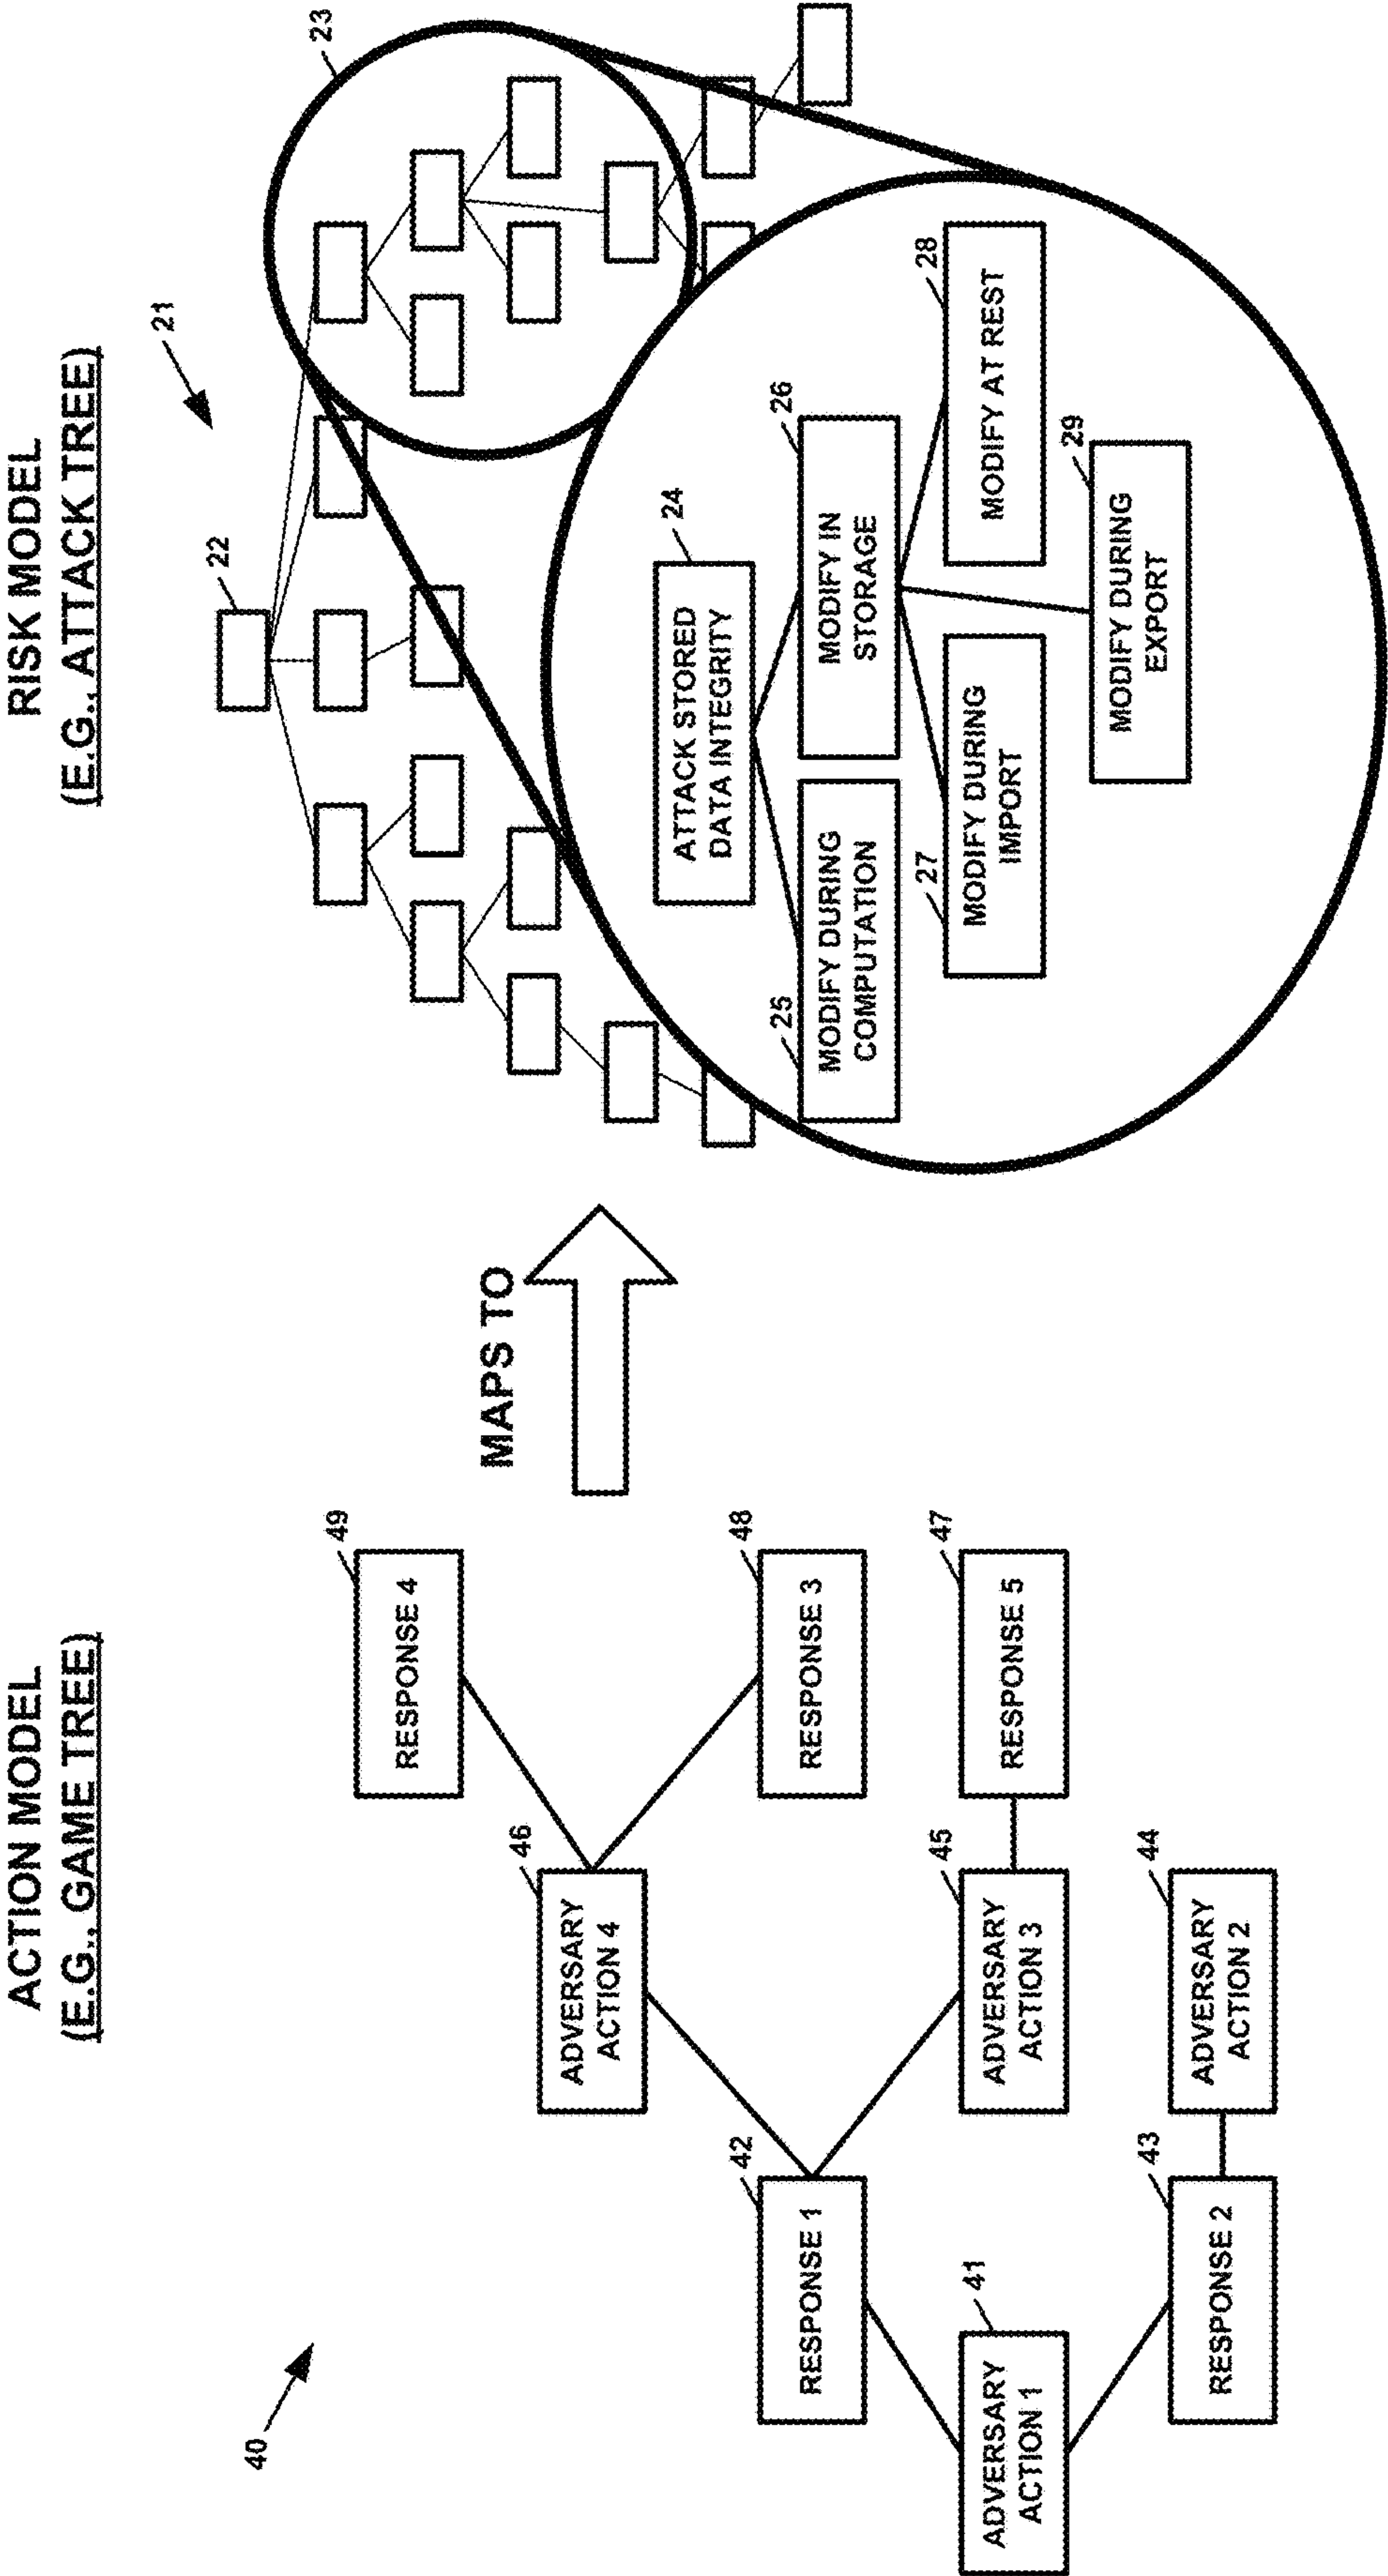 ACTION MODEL
(E.G., GAME TREE)
40
49
RESPONSE 4
46
ADVERSARY
ACTION 4
42
RESPONSE 1
48
RESPONSE 3
41
ADVERSARY
ACTION 1
45
ADVERSARY
ACTION 3
47
RESPONSE 5
43
RESPONSE 2
44
ADVERSARY
ACTION 2
MAPS TO
RISK MODEL
(E.G., ATTACK TREE)
21
22
23
24
ATTACK STORED
DATA INTEGRITY
25
MODIFY DURING
COMPUTATION
26
MODIFY IN
STORAGE
27
MODIFY DURING
IMPORT
28
MODIFY AT REST
29
MODIFY DURING
EXPORT